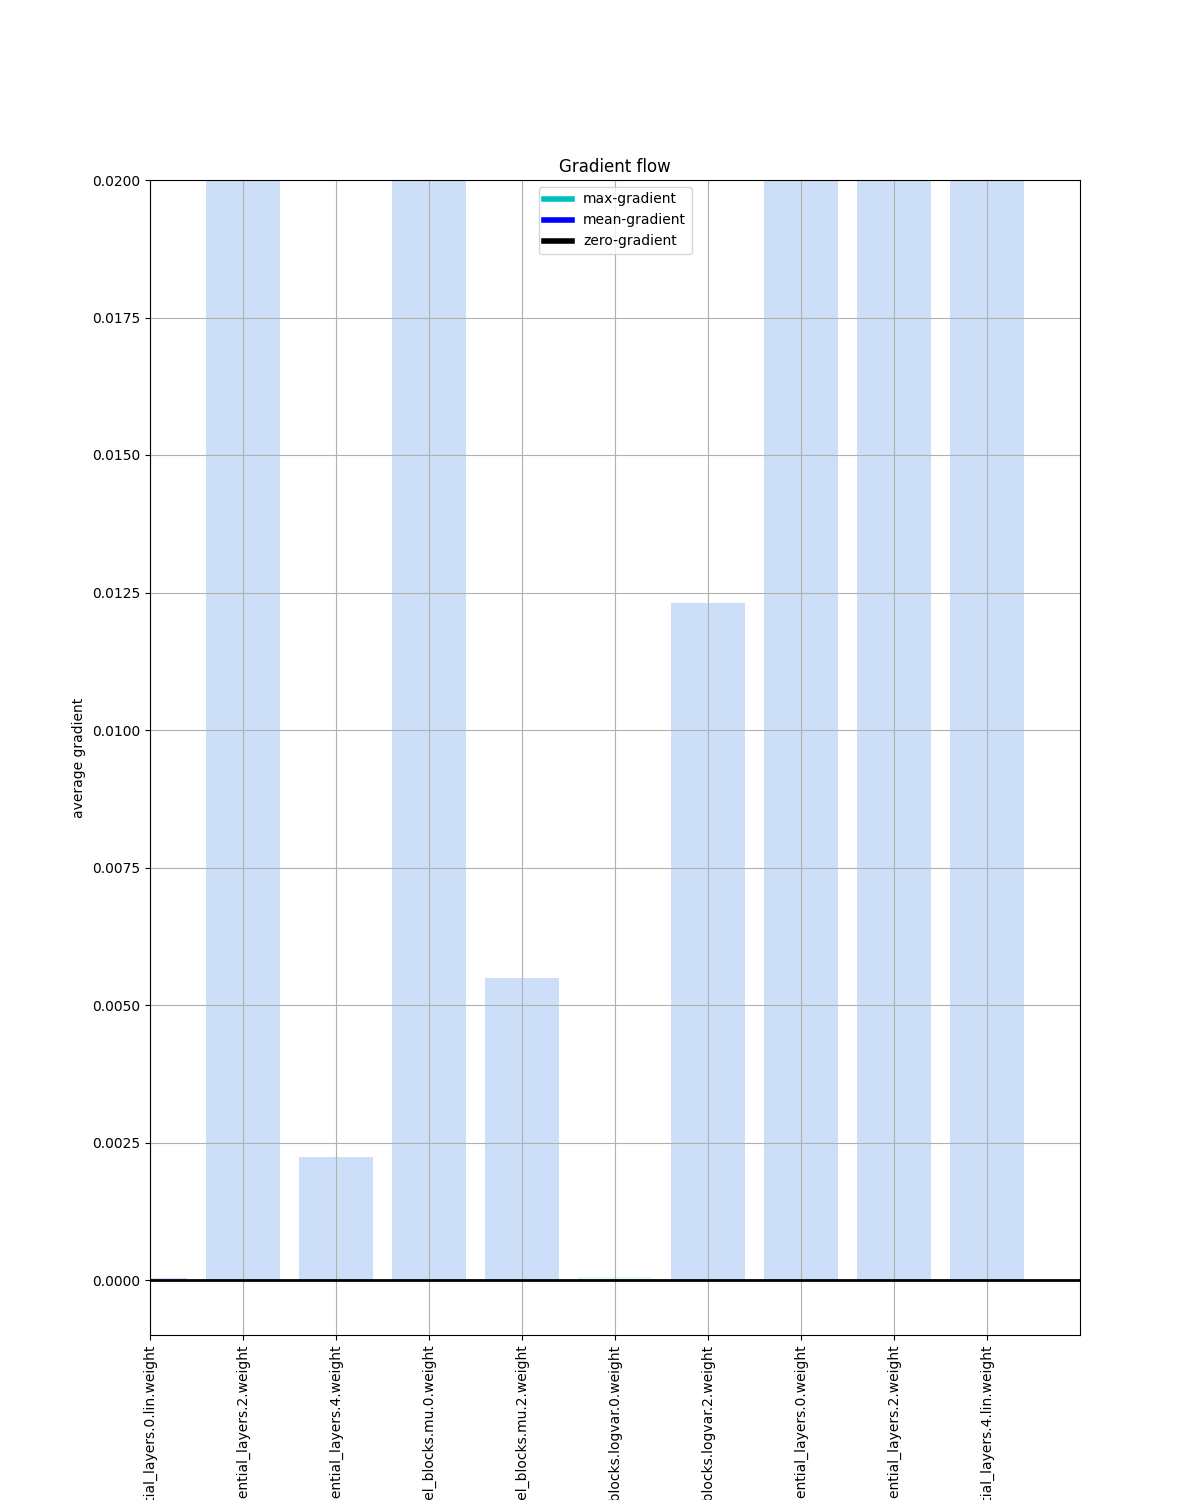 Gradient flow
max-gradient
mean-gradient
zero-gradient
average gradient
0.0200
0.0175
0.0150
0.0125
0.0100
0.0075
0.0050
0.0025
0.0000
tial_layers.0.lin.weight
ential_layers.2.weight
ential_layers.4.weight
el_blocks.mu.0.weight
el_blocks.mu.2.weight
blocks.logvar.0.weight
blocks.logvar.2.weight
ential_layers.0.weight
ential_layers.2.weight
tial_layers.4.lin.weight